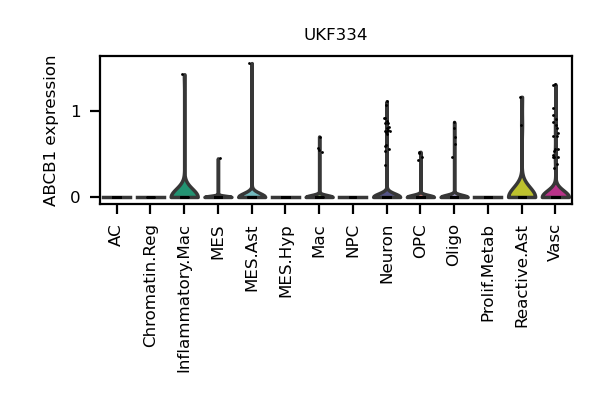 UKF334
ABCB1 expression
1
0
AC
Chromatin.Reg
Inflammatory.Mac
MES
MES.Ast
MES.Hyp
Mac
NPC
Neuron
OPC
Oligo
Prolif.Metab
Reactive.Ast
Vasc